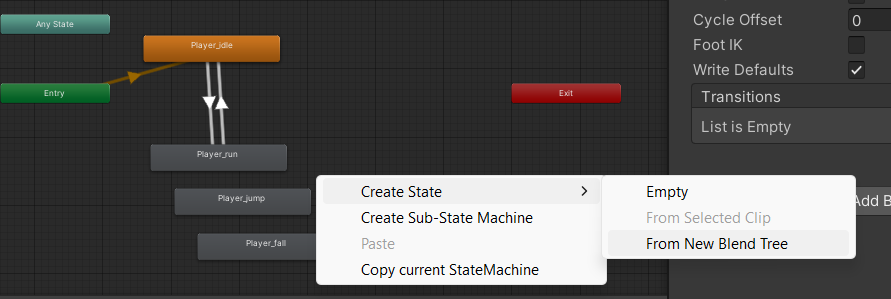 Any State
Player_idle
Entry
Exit
Player_run
Player_jump
Player_fall
Create State
Create Sub-State Machine
Paste
Copy current StateMachine
Empty
From Selected Clip
From New Blend Tree
Cycle Offset
0
Foot IK
Write Defaults
Transitions
List is Empty
Add B